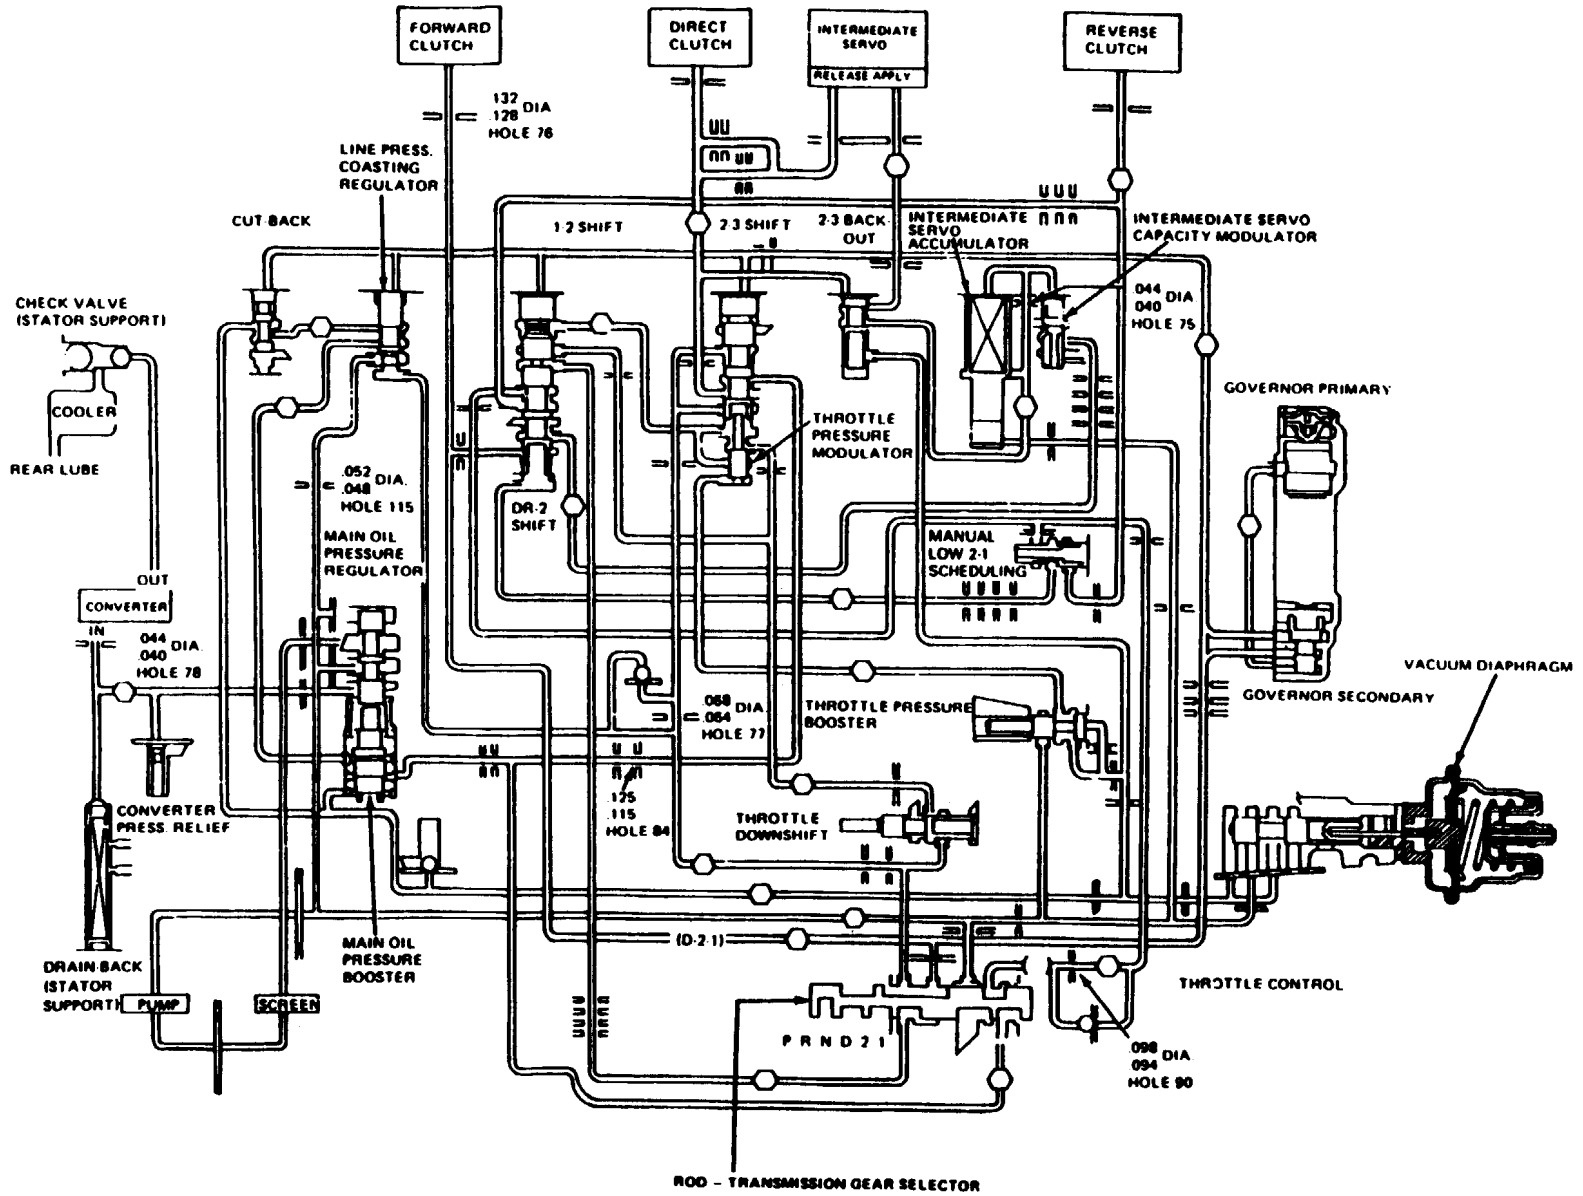 FORWARD
CLUTCH
DIRECT
CLUTCH
INTERMEDIATE
SERVO
RELEASE APPLY
REVERSE
CLUTCH
.132
.128
DIA
HOLE 76
LINE PRESS.
COASTING
REGULATOR
CUT-BACK
1-2 SHIFT
2-3 SHIFT
2-3 BACK-
OUT
INTERMEDIATE
SERVO
ACCUMULATOR
INTERMEDIATE SERVO
CAPACITY MODULATOR
.044
.040
DIA
HOLE 75
CHECK VALVE
(STATOR SUPPORT)
COOLER
REAR LUBE
GOVERNOR PRIMARY
THROTTLE
PRESSURE
MODULATOR
.052
.048
DIA.
HOLE 115
DR-2
SHIFT
MAIN OIL
PRESSURE
REGULATOR
MANUAL
LOW 2-1
SCHEDULING
OUT
CONVERTER
IN
.044
.040
DIA.
HOLE 78
VACUUM DIAPHRAGM
GOVERNOR SECONDARY
.068
.064
DIA.
HOLE 77
THROTTLE PRESSURE
BOOSTER
.125
.115
HOLE 84
THROTTLE
DOWNSHIFT
CONVERTER
PRESS. RELIEF
MAIN OIL
PRESSURE
BOOSTER
(D-2-1)
DRAIN-BACK
(STATOR
SUPPORT)
PUMP
SCREEN
THROTTLE CONTROL
P R N D 2 1
.098
.094
DIA
HOLE 90
ROD - TRANSMISSION GEAR SELECTOR